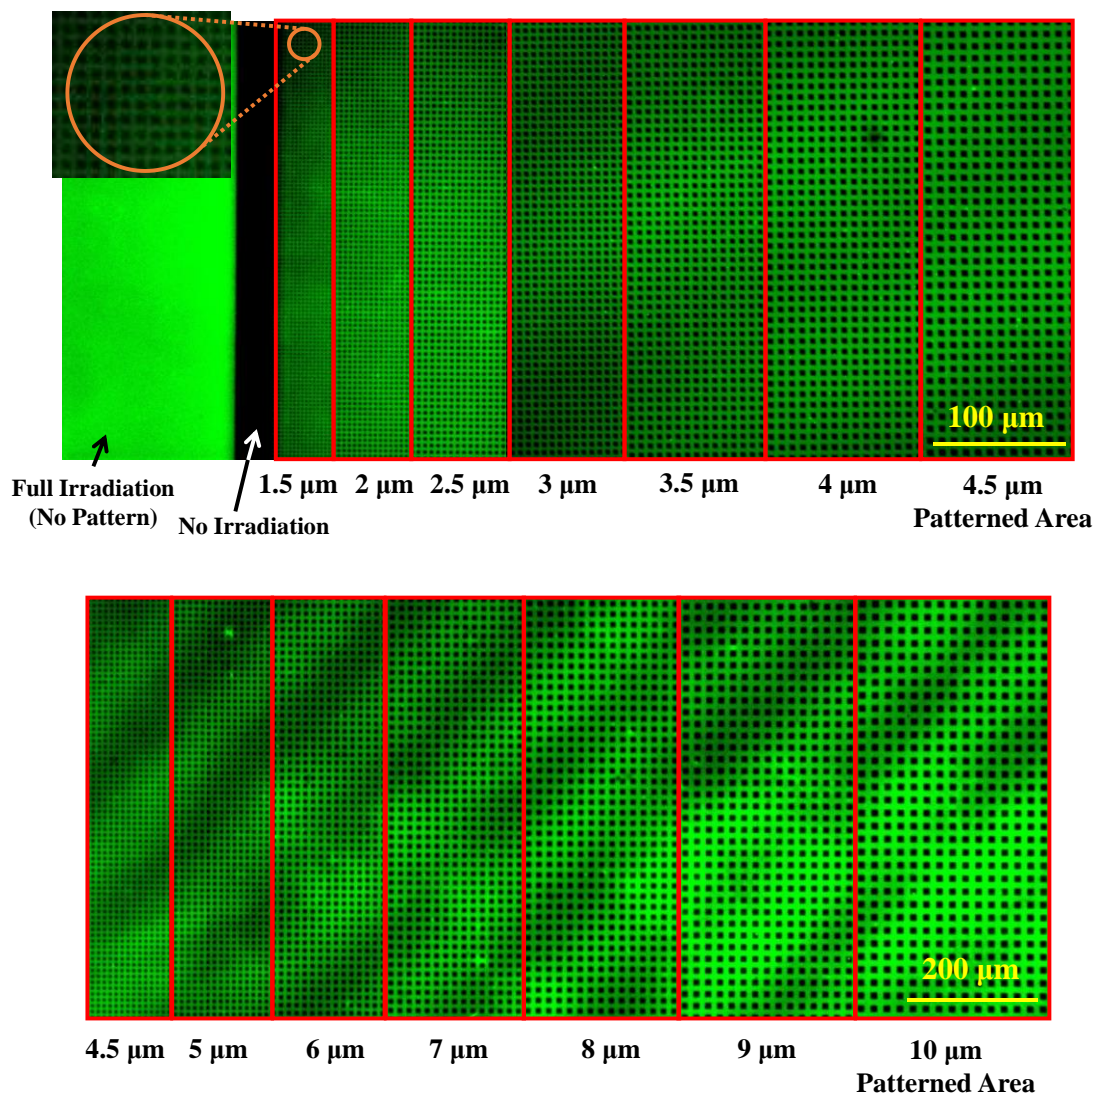 100 μm
1.5 μm 2 μm 2.5 μm 3 μm 3.5 μm 4 μm 4.5 μm
Patterned Area
Full Irradiation
(No Pattern)
No Irradiation
200 μm
4.5 μm 5 μm 6 μm 7 μm 8 μm 9 μm 10 μm
Patterned Area